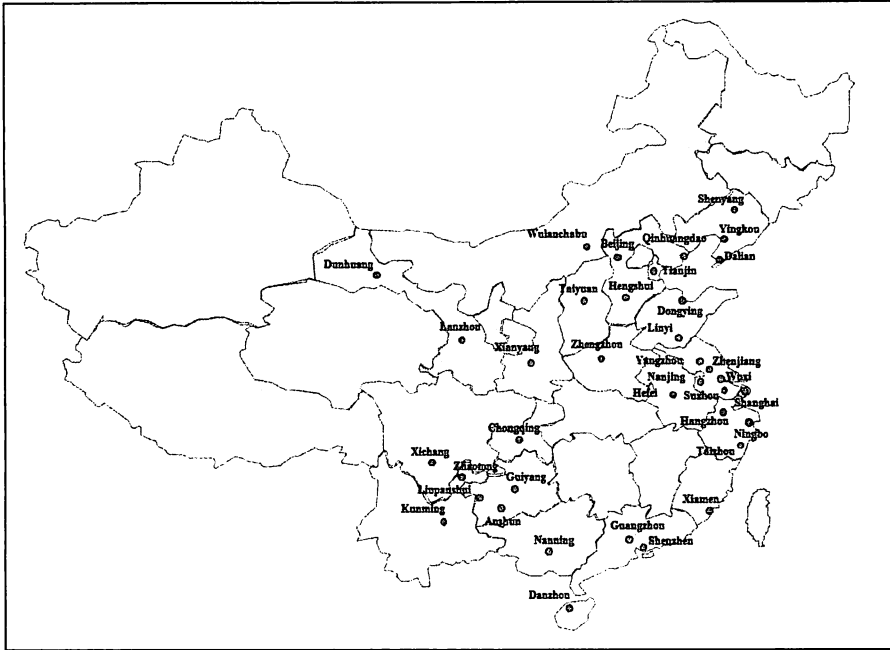 Shenyang
Wulanchabu
Beijing
Qinhuangdao
Yingkou
Dunhuang
Tianjin
Dalian
Taiyuan
Hengshui
Dongying
Lanzhou
Linyi
Xianyang
Zhengzhou
Yangzhou
Zhenjiang
Nanjing
Wuxi
Hefei
Suzhou
Shanghai
Hangzhou
Chongqing
Ningbo
Taizhou
Xichang
Zhaotong
Guiyang
Liupanshui
Kunming
Anshun
Xiamen
Guangzhou
Nanning
Shenzhen
Danzhou